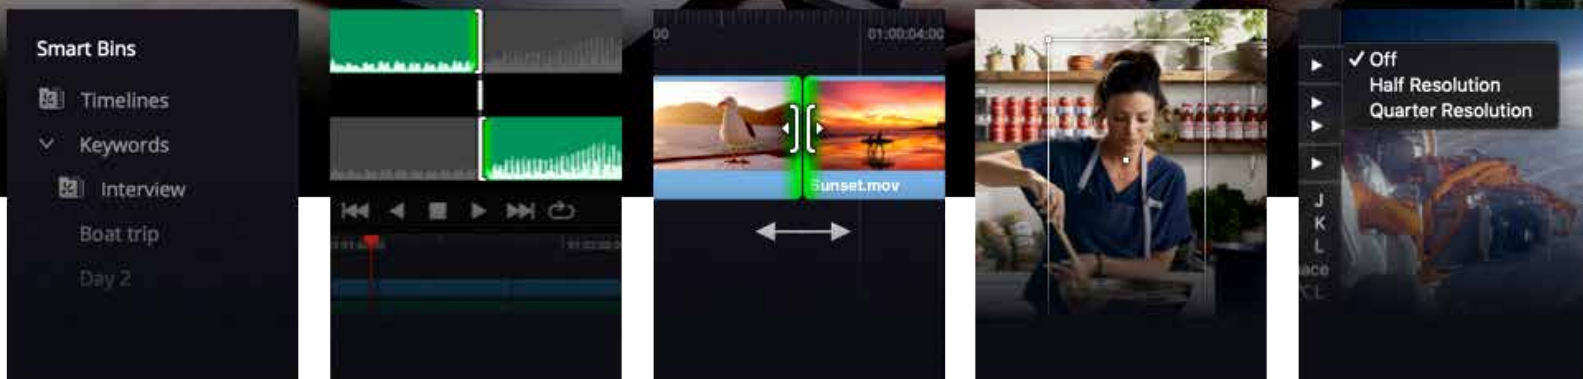 Smart Bins
Timelines
Keywords
Interview
Boat trip
Day 2
00
01:00:04:00
Sunset.mov
✓ Off
Half Resolution
Quarter Resolution
J
K
L
ace